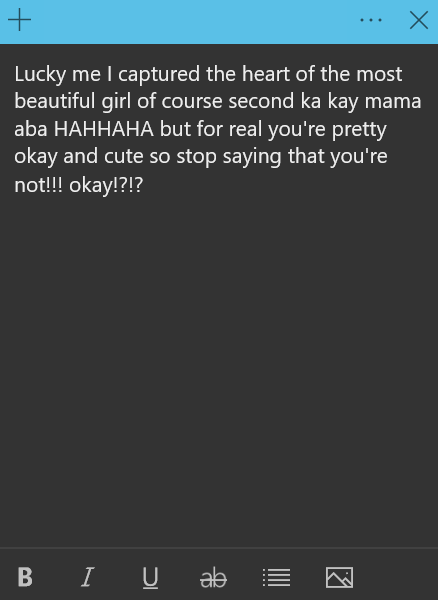 Lucky me I captured the heart of the most
beautiful girl of course second ka kay mama
aba HAHHAHA but for real you're pretty
okay and cute so stop saying that you're
not!!! okay!?!?
B I U ab